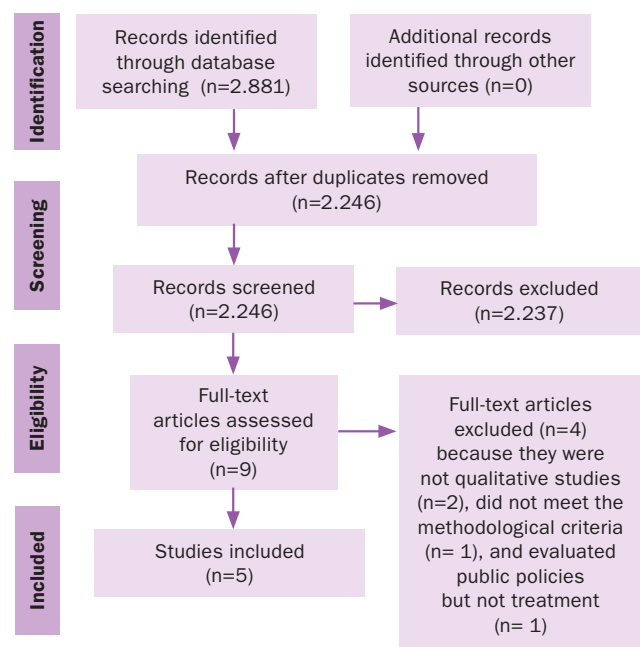 Identification
Records identified
through database
searching (n=2.881)
Additional records
identified through other
sources (n=0)
Records after duplicates removed
(n=2.246)
Screening
Records screened
(n=2.246)
Records excluded
(n=2.237)
Eligibility
Full-text
articles assessed
for eligibility
(n=9)
Full-text articles
excluded (n=4)
because they were
not qualitative studies
(n=2), did not meet the
methodological criteria
(n= 1), and evaluated
public policies
but not treatment
(n= 1)
Included
Studies included
(n=5)